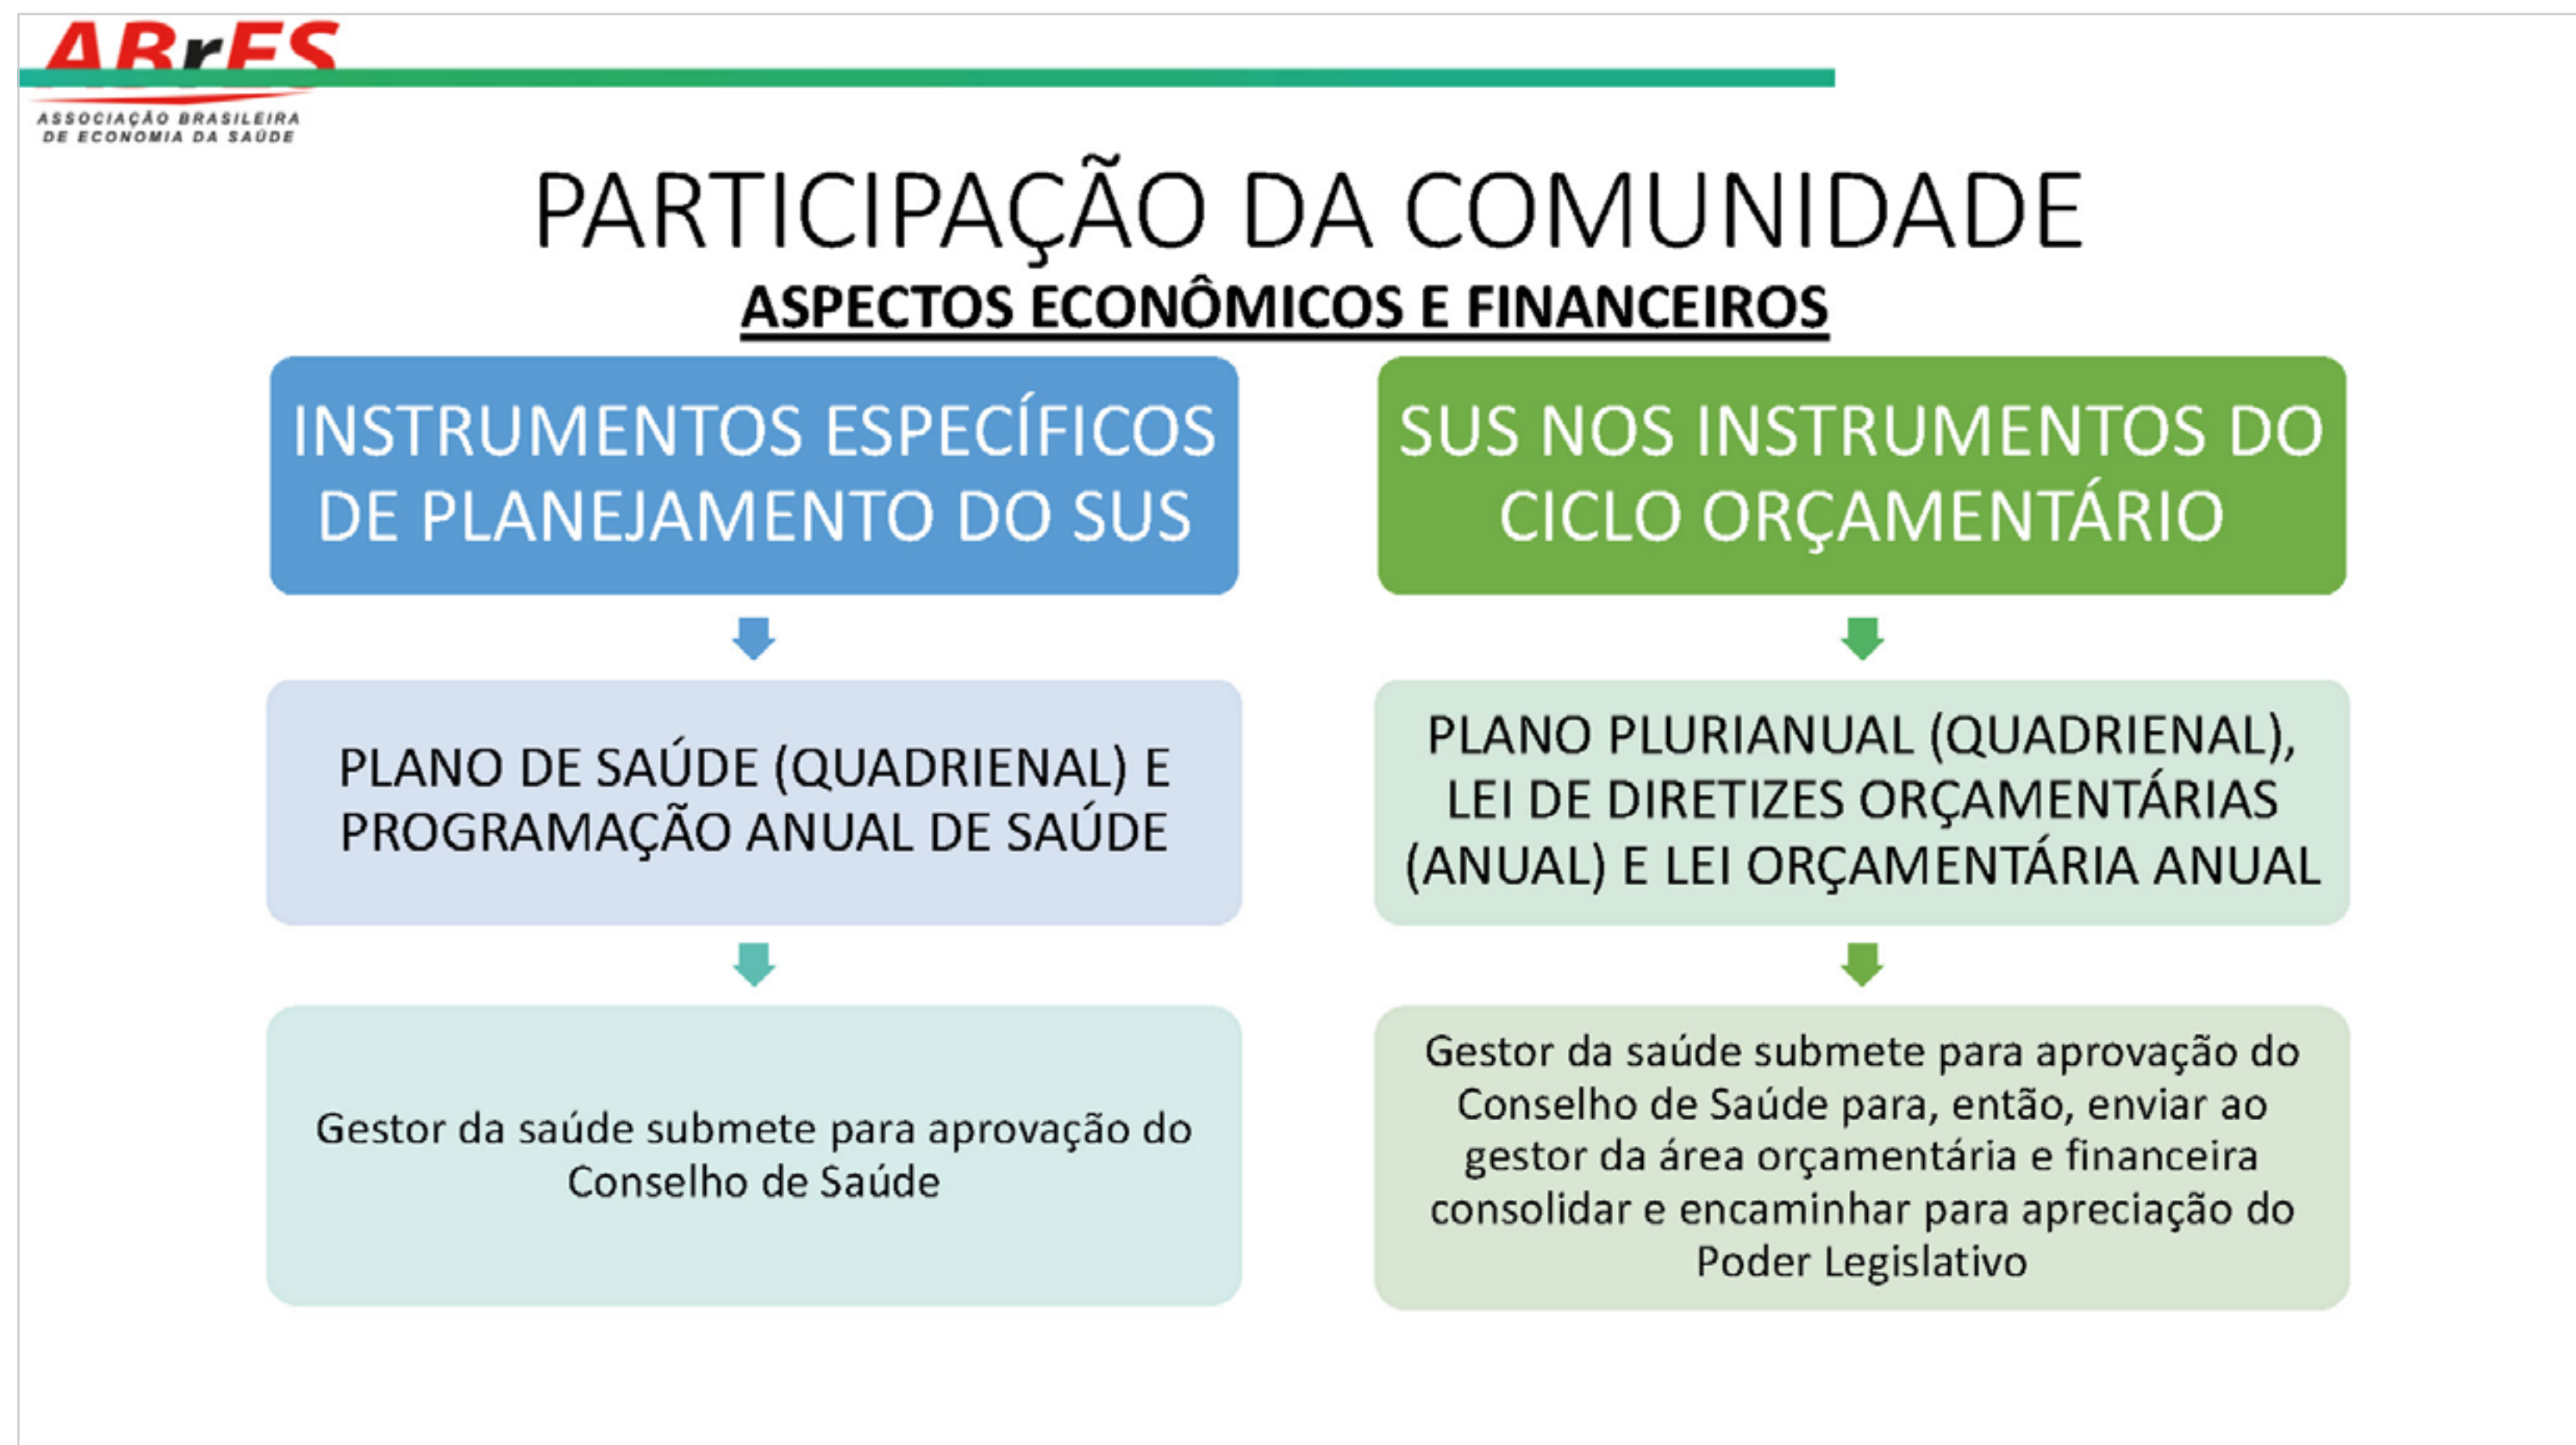 ABrES
ASSOCIAÇÃO BRASILEIRA
DE ECONOMIA DA SAÚDE
PARTICIPAÇÃO DA COMUNIDADE
ASPECTOS ECONÔMICOS E FINANCEIROS
INSTRUMENTOS ESPECÍFICOS
DE PLANEJAMENTO DO SUS
PLANO DE SAÚDE (QUADRIENAL) E
PROGRAMAÇÃO ANUAL DE SAÚDE
Gestor da saúde submete para aprovação do
Conselho de Saúde
SUS NOS INSTRUMENTOS DO
CICLO ORÇAMENTÁRIO
PLANO PLURIANUAL (QUADRIENAL),
LEI DE DIRETIZES ORÇAMENTÁRIAS
(ANUAL) E LEI ORÇAMENTÁRIA ANUAL
Gestor da saúde submete para aprovação do
Conselho de Saúde para, então, enviar ao
gestor da área orçamentária e financeira
consolidar e encaminhar para apreciação do
Poder Legislativo